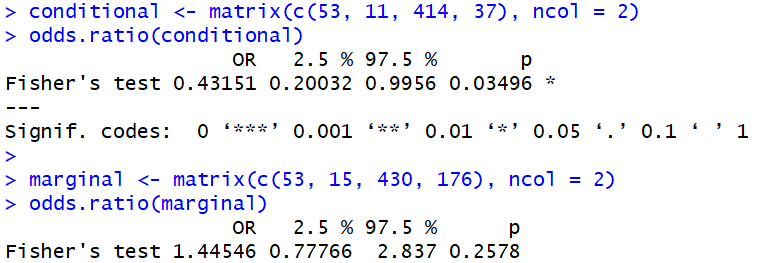 > conditional <- matrix(c(53, 11, 414, 37), ncol = 2)
> odds.ratio(conditional)
                   OR   2.5 % 97.5 %       p
Fisher's test 0.43151 0.20032 0.9956 0.03496 *
---
Signif. codes:  0 ‘***’ 0.001 ‘**’ 0.01 ‘*’ 0.05 ‘.’ 0.1 ‘ ’ 1
>
> marginal <- matrix(c(53, 15, 430, 176), ncol = 2)
> odds.ratio(marginal)
                   OR   2.5 % 97.5 %      p
Fisher's test 1.44546 0.77766  2.837 0.2578